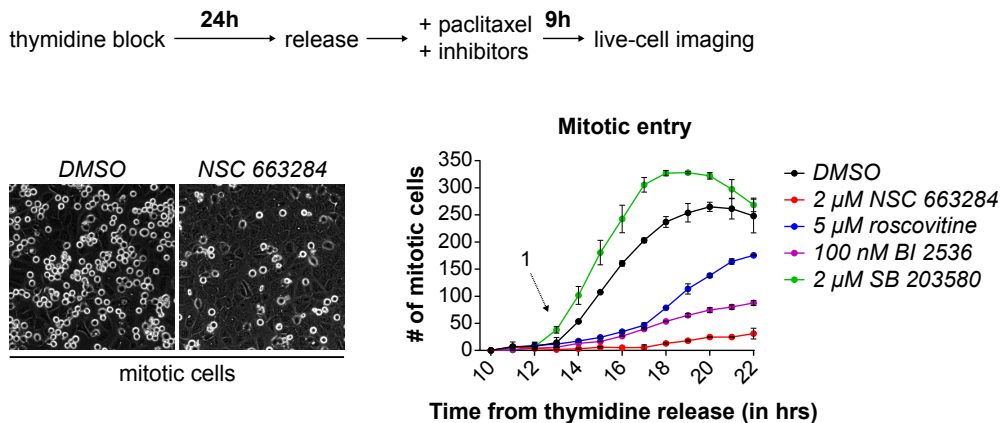 24h
9h
thymidine block
release
+ paclitaxel
+ inhibitors
live-cell imaging
DMSO
NSC 663284
mitotic cells
Mitotic entry
# of mitotic cells
350
300
250
200
150
100
50
0
1
10
12
14
16
18
20
22
Time from thymidine release (in hrs)
DMSO
2 µM NSC 663284
5 µM roscovitine
100 nM BI 2536
2 µM SB 203580